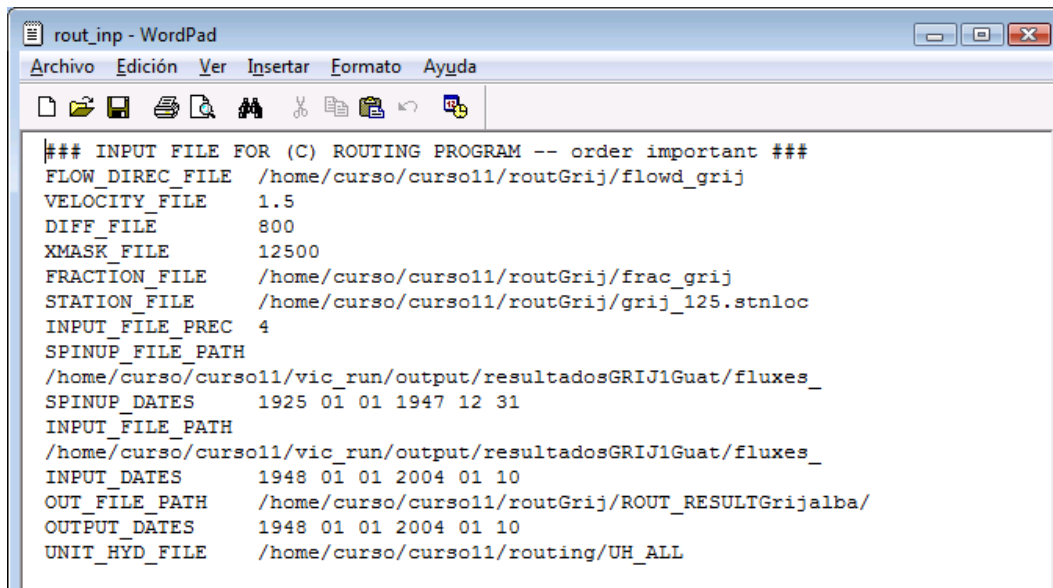 rout_inp - WordPad
Archivo Edición Ver Insertar Formato Ayuda
### INPUT FILE FOR (C) ROUTING PROGRAM -- order important ###
FLOW_DIREC_FILE /home/curso/curso11/routGrij/flowd_grij
VELOCITY_FILE 1.5
DIFF_FILE 800
XMASK_FILE 12500
FRACTION_FILE /home/curso/curso11/routGrij/frac_grij
STATION_FILE /home/curso/curso11/routGrij/grij_125.stnloc
INPUT_FILE_PREC 4
SPINUP_FILE_PATH
/home/curso/curso11/vic_run/output/resultadosGRIJ1Guat/fluxes_
SPINUP_DATES 1925 01 01 1947 12 31
INPUT_FILE_PATH
/home/curso/curso11/vic_run/output/resultadosGRIJ1Guat/fluxes_
INPUT_DATES 1948 01 01 2004 01 10
OUT_FILE_PATH /home/curso/curso11/routGrij/ROUT_RESULTGrijalba/
OUTPUT_DATES 1948 01 01 2004 01 10
UNIT_HYD_FILE /home/curso/curso11/routing/UH_ALL